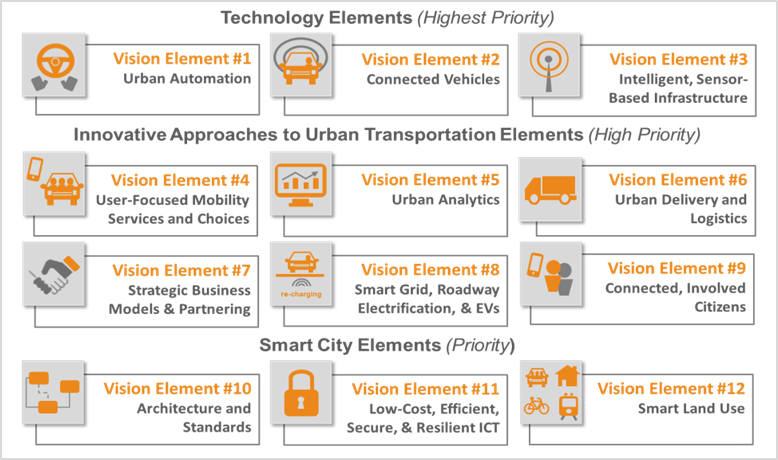 Technology Elements (Highest Priority)
Vision Element #1
Urban Automation
Vision Element #2
Connected Vehicles
Vision Element #3
Intelligent, Sensor-
Based Infrastructure
Innovative Approaches to Urban Transportation Elements (High Priority)
Vision Element #4
User-Focused Mobility
Services and Choices
Vision Element #5
Urban Analytics
Vision Element #6
Urban Delivery and
Logistics
Vision Element #7
Strategic Business
Models & Partnering
re-charging
Vision Element #8
Smart Grid, Roadway
Electrification, & EVs
Vision Element #9
Connected, Involved
Citizens
Smart City Elements (Priority)
Vision Element #10
Architecture and
Standards
Vision Element #11
Low-Cost, Efficient,
Secure, & Resilient ICT
Vision Element #12
Smart Land Use